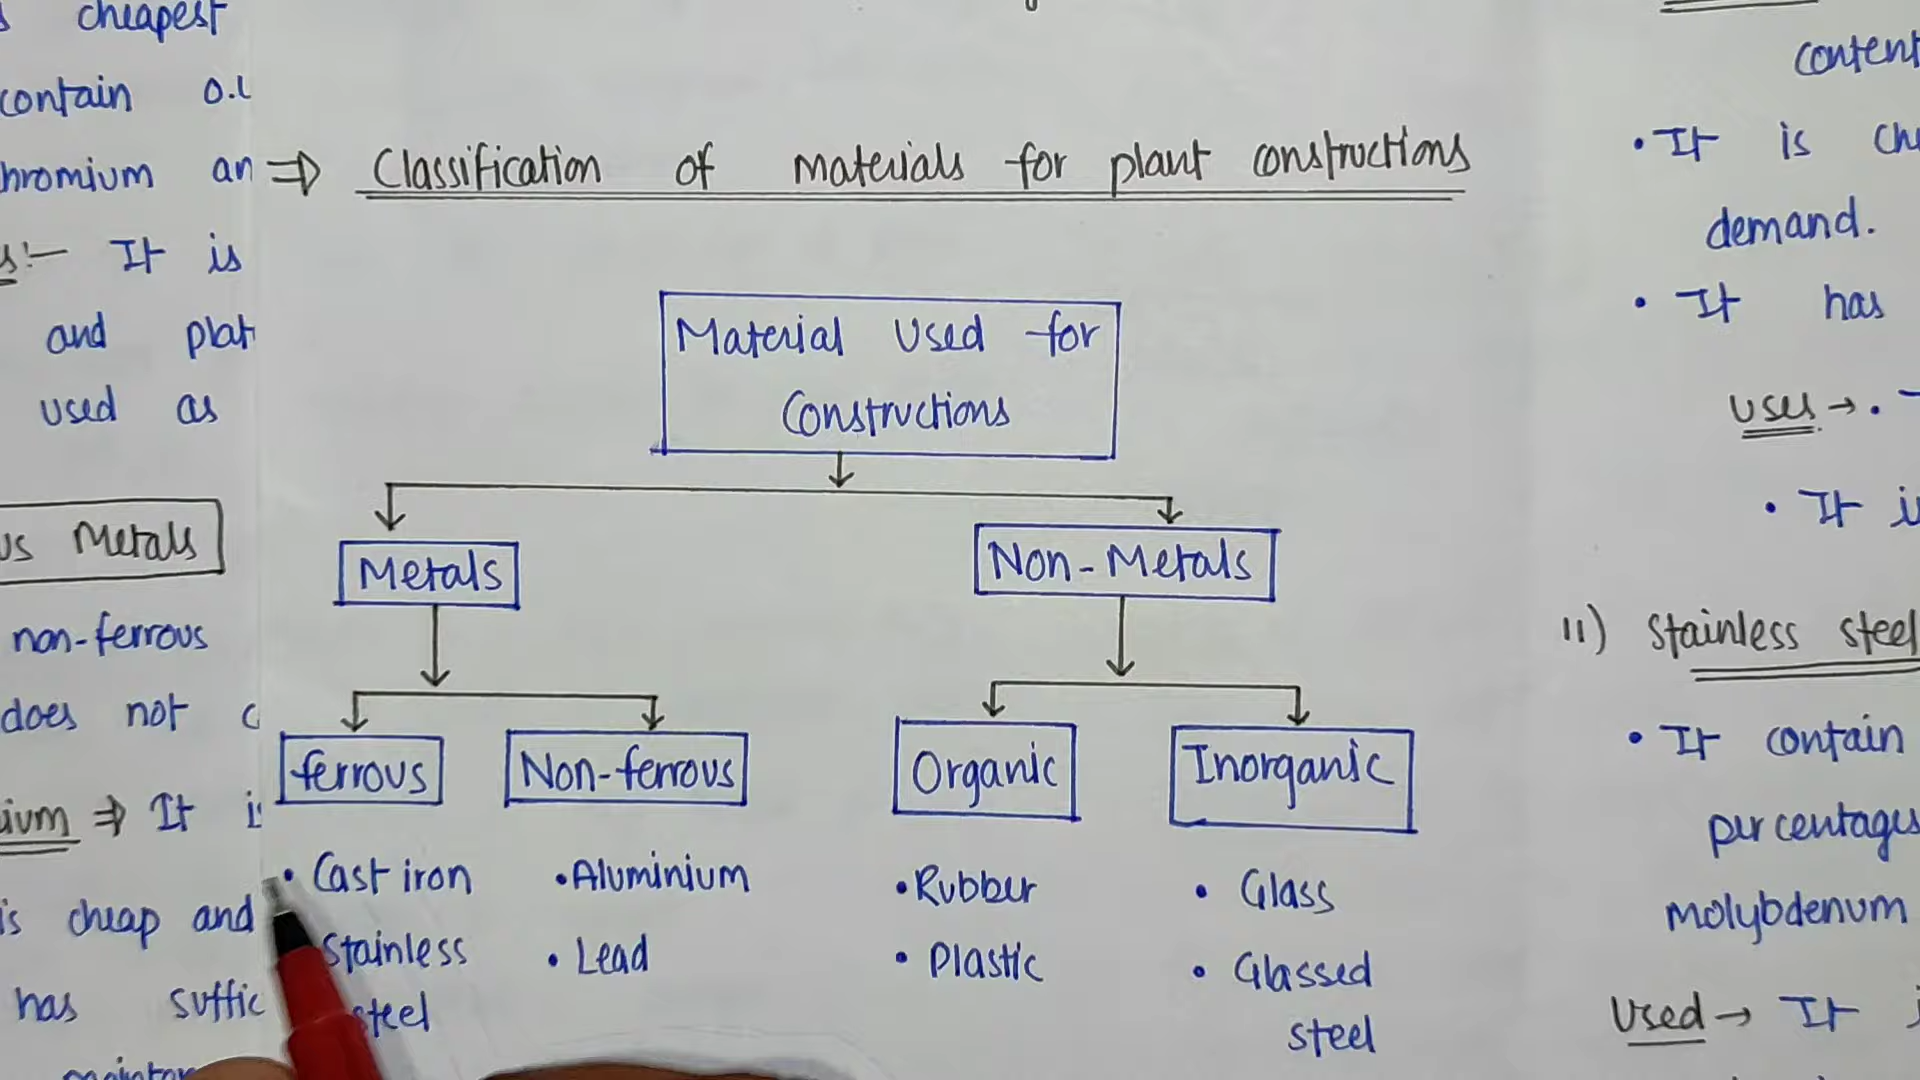 ⇒ Classification of materials for plant constructions
Material Used for
Constructions
Metals
Non-Metals
ferrous
Non-ferrous
Organic
Inorganic
• Cast iron
Stainless
steel
• Aluminium
• Lead
• Rubber
• Plastic
• Glass
• Glassed
steel
cheapest
contain
an
It is
and
used as
Metals
non-ferrous
does not
⇒ It
is cheap and
has
content
• It is
demand.
• It has
uses → •
• It
11) Stainless steel
• It contain
percentages
molybdenum
Used → It